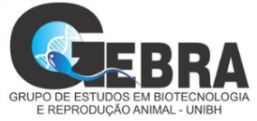 GEBRA
GRUPO DE ESTUDOS EM BIOTECNOLOGIA
E REPRODUÇÃO ANIMAL - UNIBH